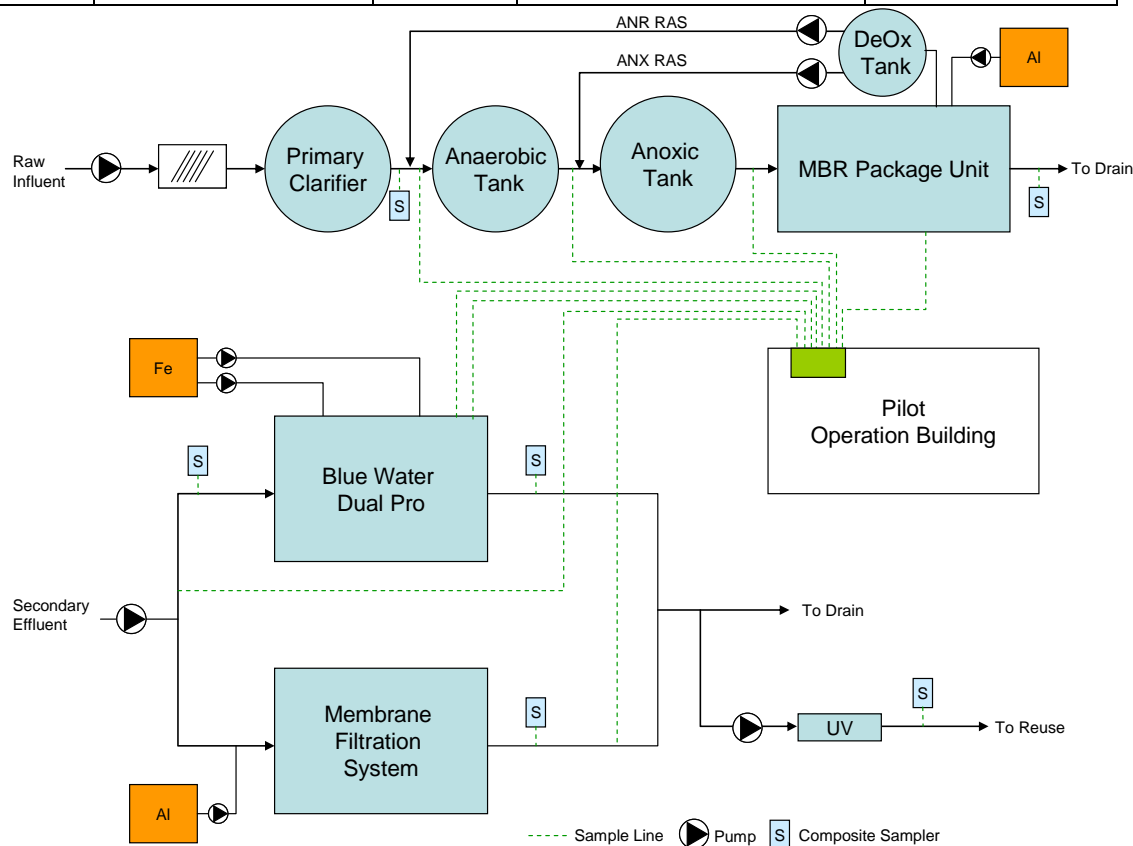 ANR RAS
ANX RAS
DeOx
Tank
Al
Raw
Influent
Primary
Clarifier
S
Anaerobic
Tank
Anoxic
Tank
MBR Package Unit
S
To Drain
Fe
Pilot
Operation Building
S
Blue Water
Dual Pro
S
Secondary
Effluent
To Drain
Membrane
Filtration
System
S
S
UV
To Reuse
Al
Sample Line
Pump
S
Composite Sampler